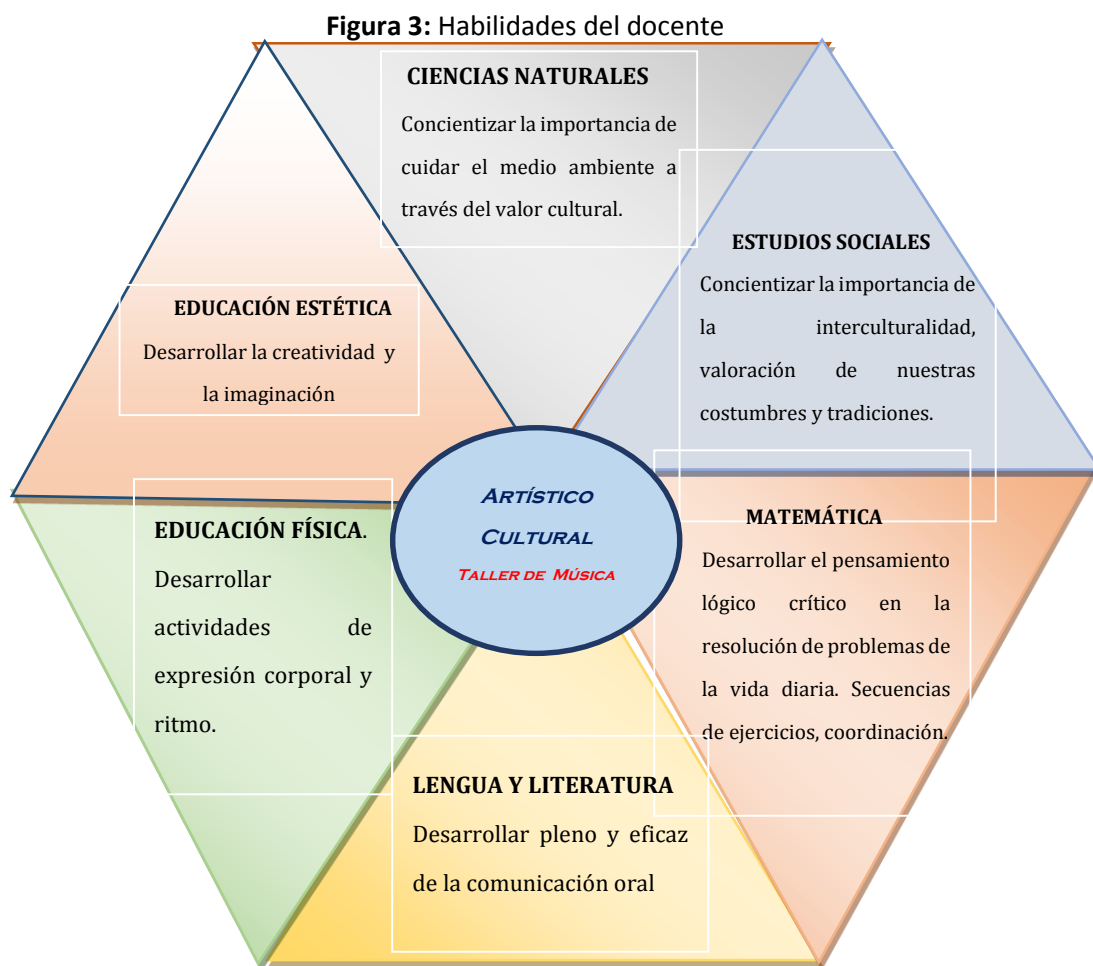 Figura 3: Habilidades del docente
CIENCIAS NATURALES
Concientizar la importancia de
cuidar el medio ambiente a
través del valor cultural.
ESTUDIOS SOCIALES
Concientizar la importancia de
la interculturalidad,
valoración de nuestras
costumbres y tradiciones.
EDUCACIÓN ESTÉTICA
Desarrollar la creatividad y
la imaginación
ARTÍSTICO
CULTURAL
TALLER DE MÚSICA
EDUCACIÓN FÍSICA.
Desarrollar
actividades de
expresión corporal y
ritmo.
MATEMÁTICA
Desarrollar el pensamiento
lógico crítico en la
resolución de problemas de
la vida diaria. Secuencias
de ejercicios, coordinación.
LENGUA Y LITERATURA
Desarrollar pleno y eficaz
de la comunicación oral